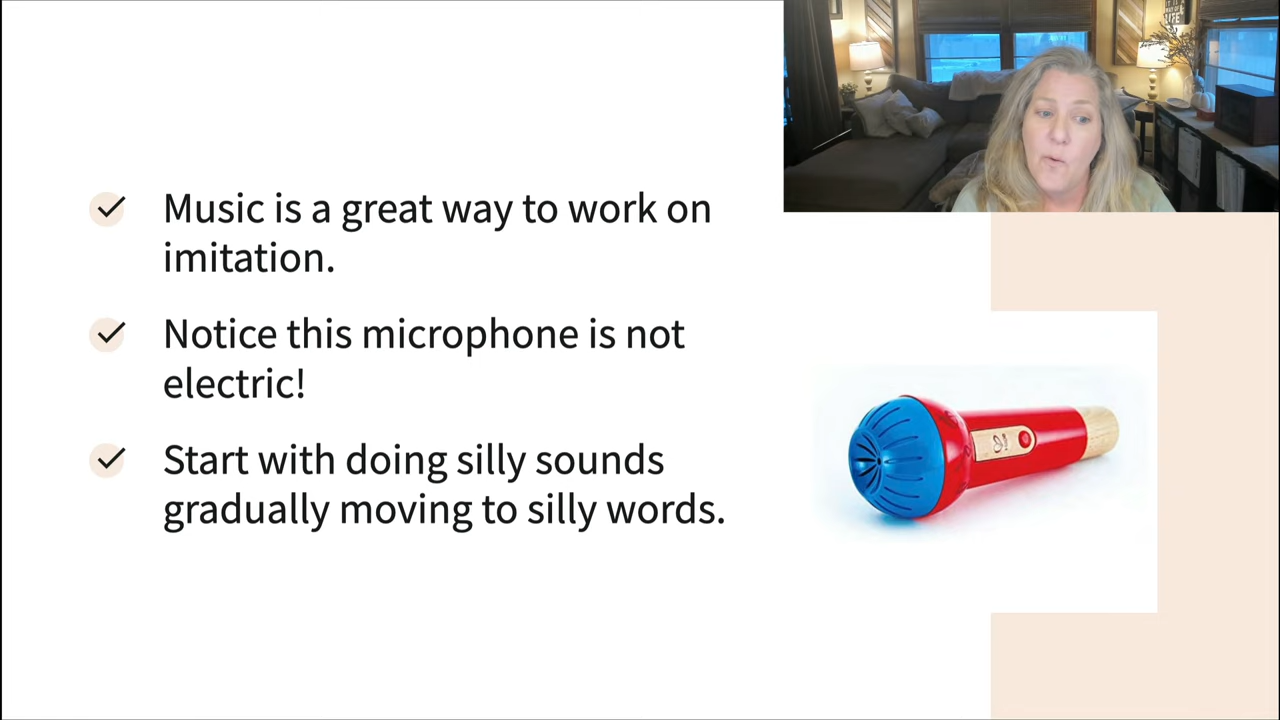 Music is a great way to work on
imitation.
Notice this microphone is not
electric!
Start with doing silly sounds
gradually moving to silly words.